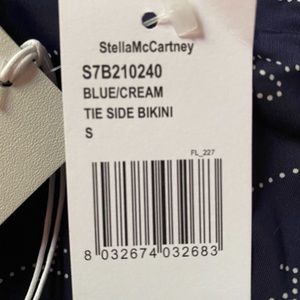 StellaMcCartney
S7B210240
BLUE/CREAM
TIE SIDE BIKINI
S
FL_227
8 032674 032683